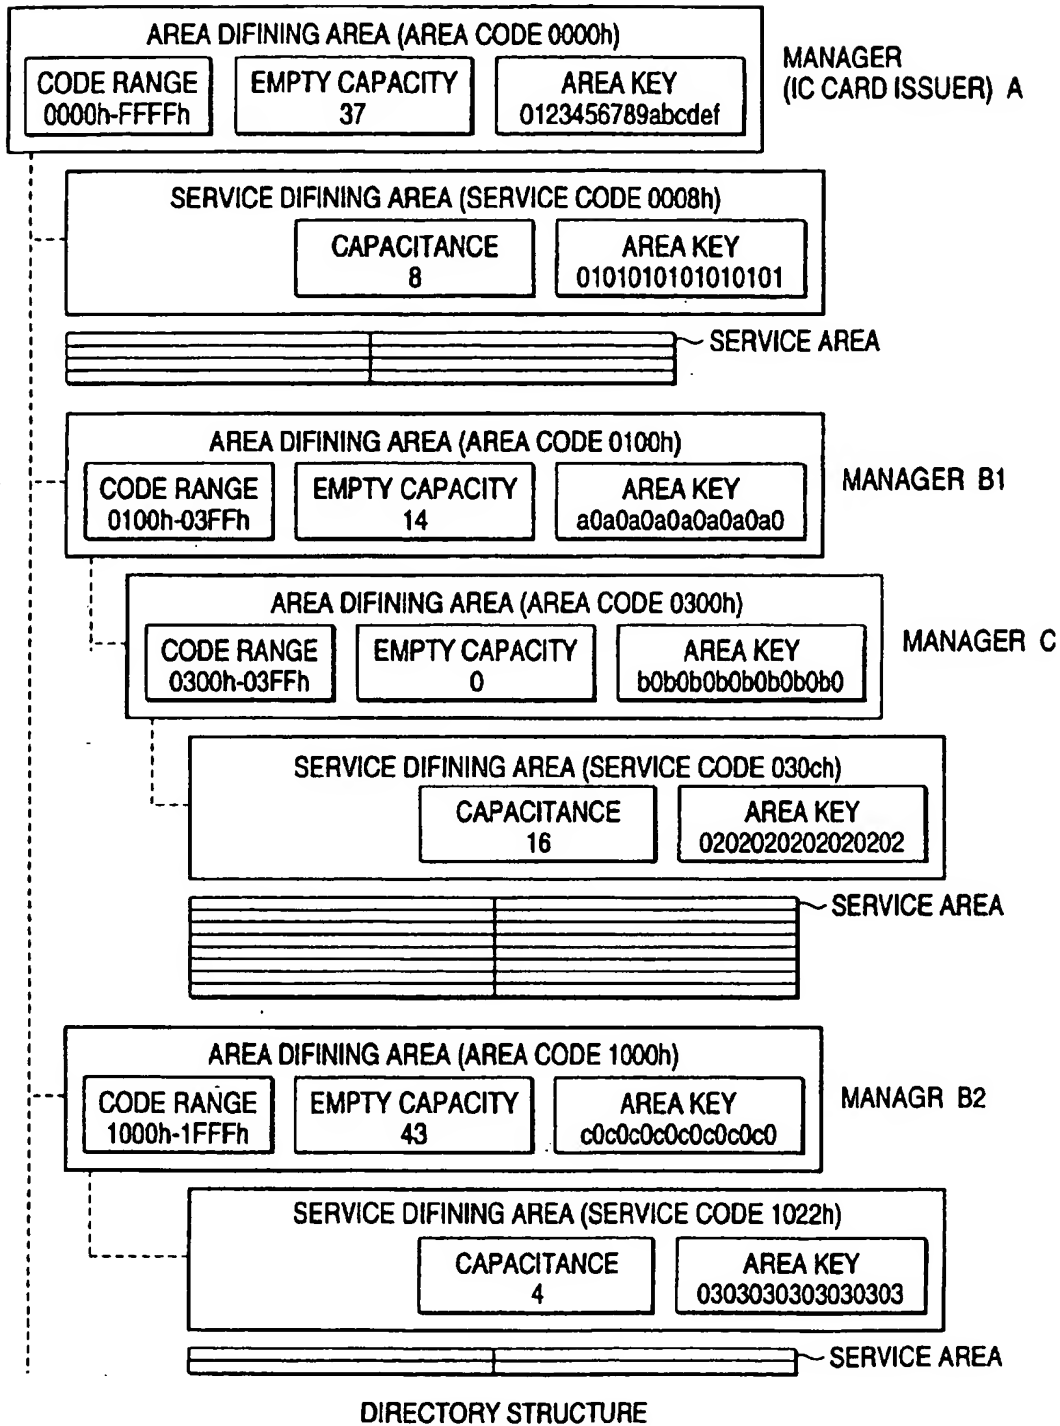 AREA DIFINING AREA (AREA CODE 0000h)
CODE RANGE
0000h-FFFFh
EMPTY CAPACITY
37
AREA KEY
0123456789abcdef
MANAGER
(IC CARD ISSUER) A
SERVICE DIFINING AREA (SERVICE CODE 0008h)
CAPACITANCE
8
AREA KEY
0101010101010101
SERVICE AREA
AREA DIFINING AREA (AREA CODE 0100h)
CODE RANGE
0100h-03FFh
EMPTY CAPACITY
14
AREA KEY
a0a0a0a0a0a0a0a0
MANAGER B1
AREA DIFINING AREA (AREA CODE 0300h)
CODE RANGE
0300h-03FFh
EMPTY CAPACITY
0
AREA KEY
b0b0b0b0b0b0b0b0
MANAGER C
SERVICE DIFINING AREA (SERVICE CODE 030ch)
CAPACITANCE
16
AREA KEY
0202020202020202
SERVICE AREA
AREA DIFINING AREA (AREA CODE 1000h)
CODE RANGE
1000h-1FFFh
EMPTY CAPACITY
43
AREA KEY
c0c0c0c0c0c0c0c0
MANAGR B2
SERVICE DIFINING AREA (SERVICE CODE 1022h)
CAPACITANCE
4
AREA KEY
0303030303030303
SERVICE AREA
DIRECTORY STRUCTURE